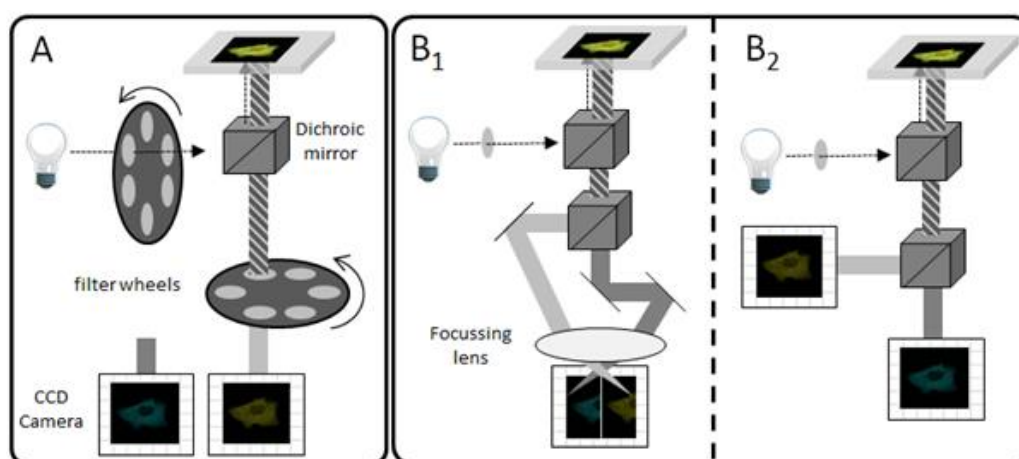 A
Dichroic
mirror
filter wheels
CCD
Camera
B₁
Focussing
lens
B₂